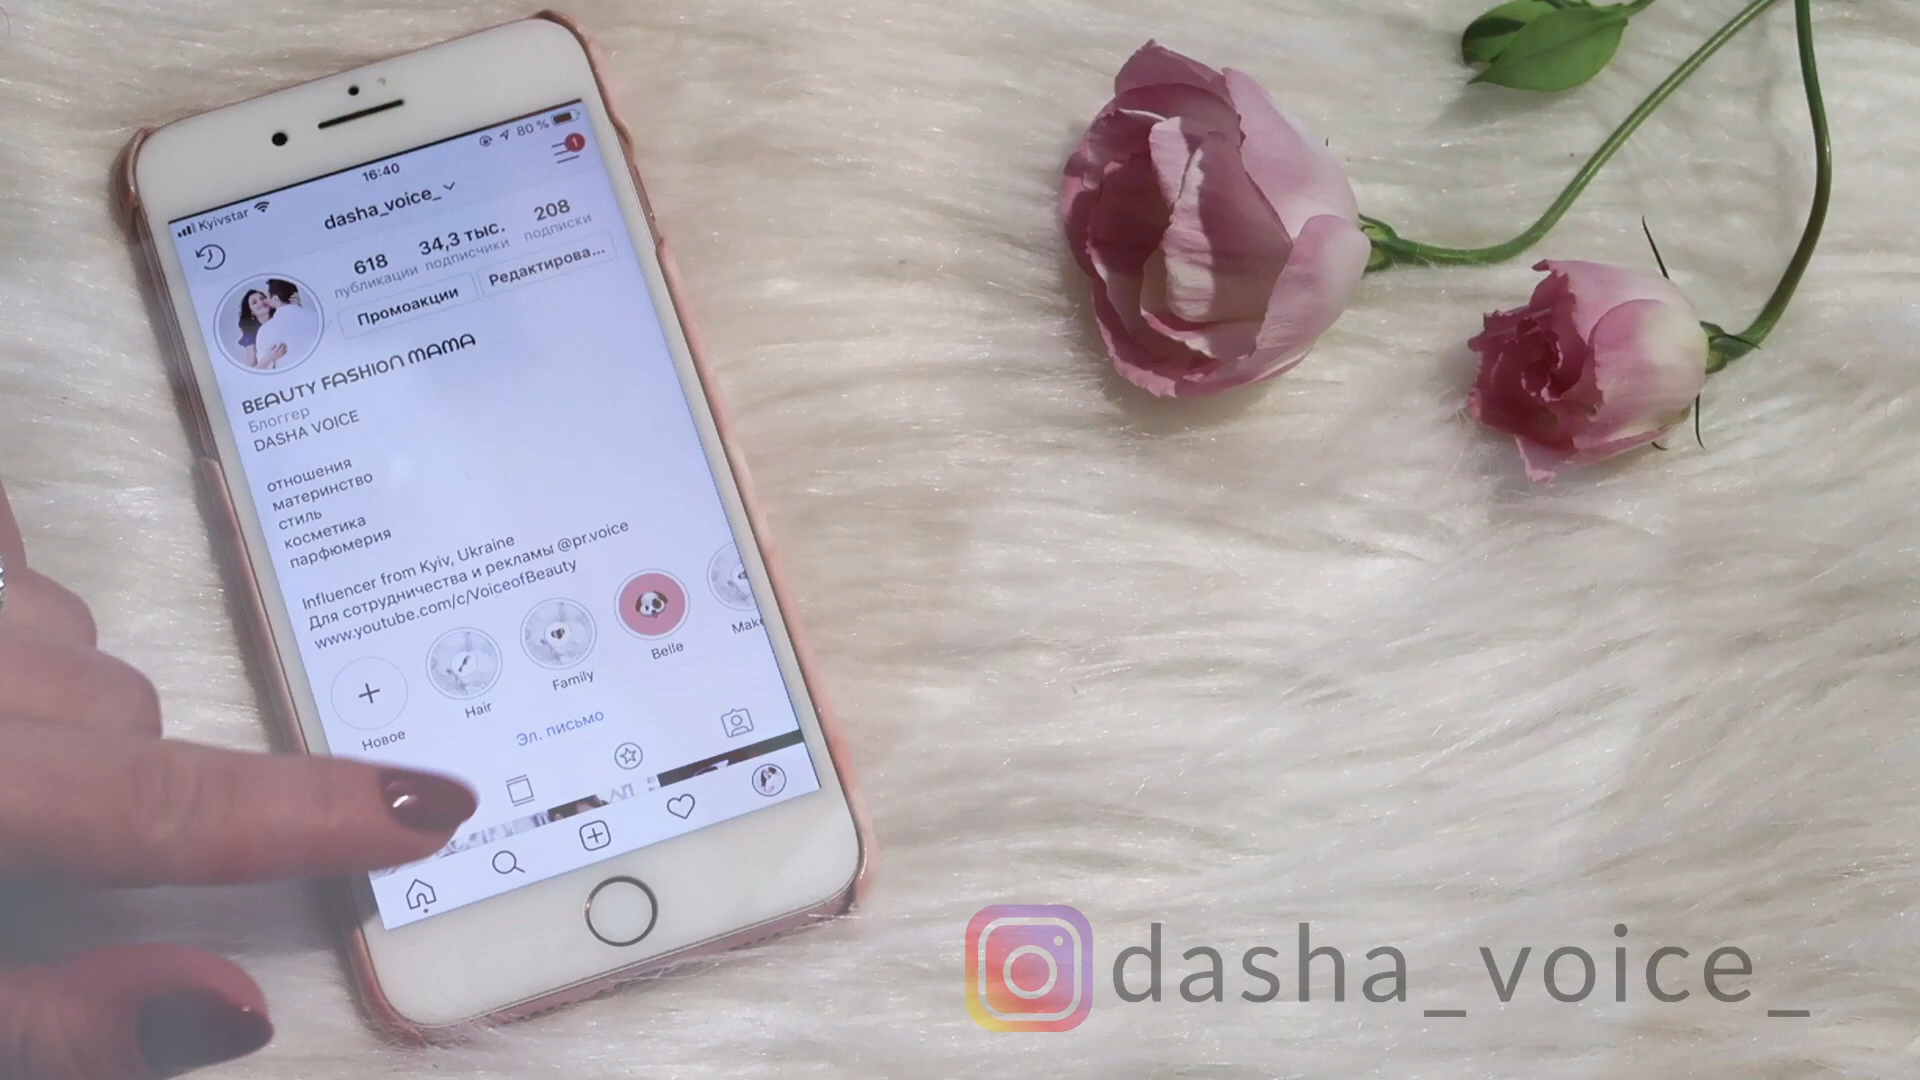 Kyivstar
16:40
80 %
1
dasha_voice_
618
34,3 тыс.
208
публикации
подписчики
подписки
Промоакции
Редактирова...
BEAUTY FASHION MAMA
Блоггер
DASHA VOICE
отношения
материнство
стиль
косметика
парфюмерия
Influencer from Kyiv, Ukraine
Для сотрудничества и рекламы @pr.voice
www.youtube.com/c/VoiceofBeauty
Новое
Hair
Family
Belle
Make
Эл. письмо
dasha_voice_